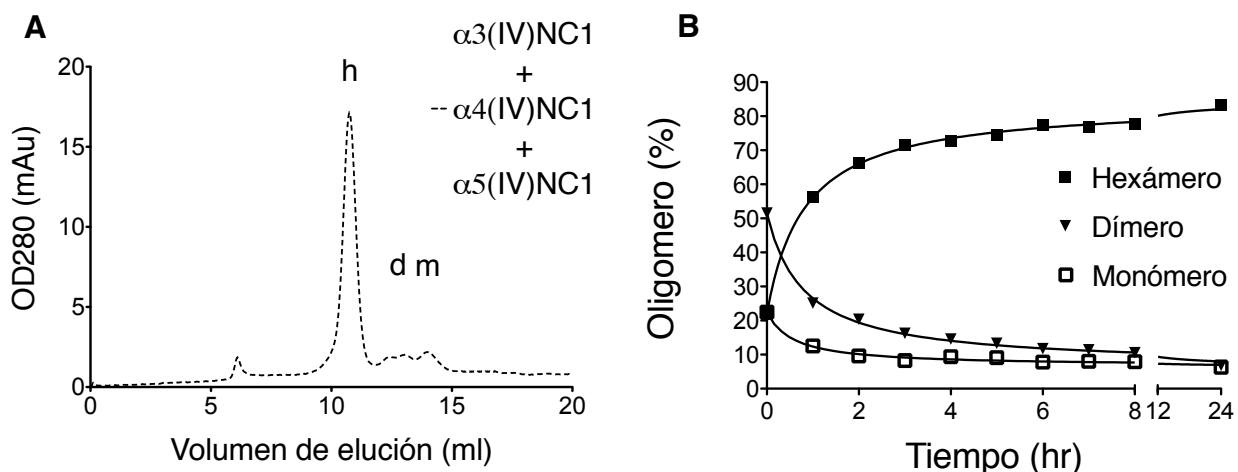 A
α3(IV)NC1
+
--α4(IV)NC1
+
α5(IV)NC1
h
d m
20
15
10
5
0
OD280 (mAu)
0 5 10 15 20
Volumen de elución (ml)
B
90
80
70
60
50
40
30
20
10
0
Oligomero (%)
Hexámero
Dímero
Monómero
0 2 4 6 8 12 24
Tiempo (hr)